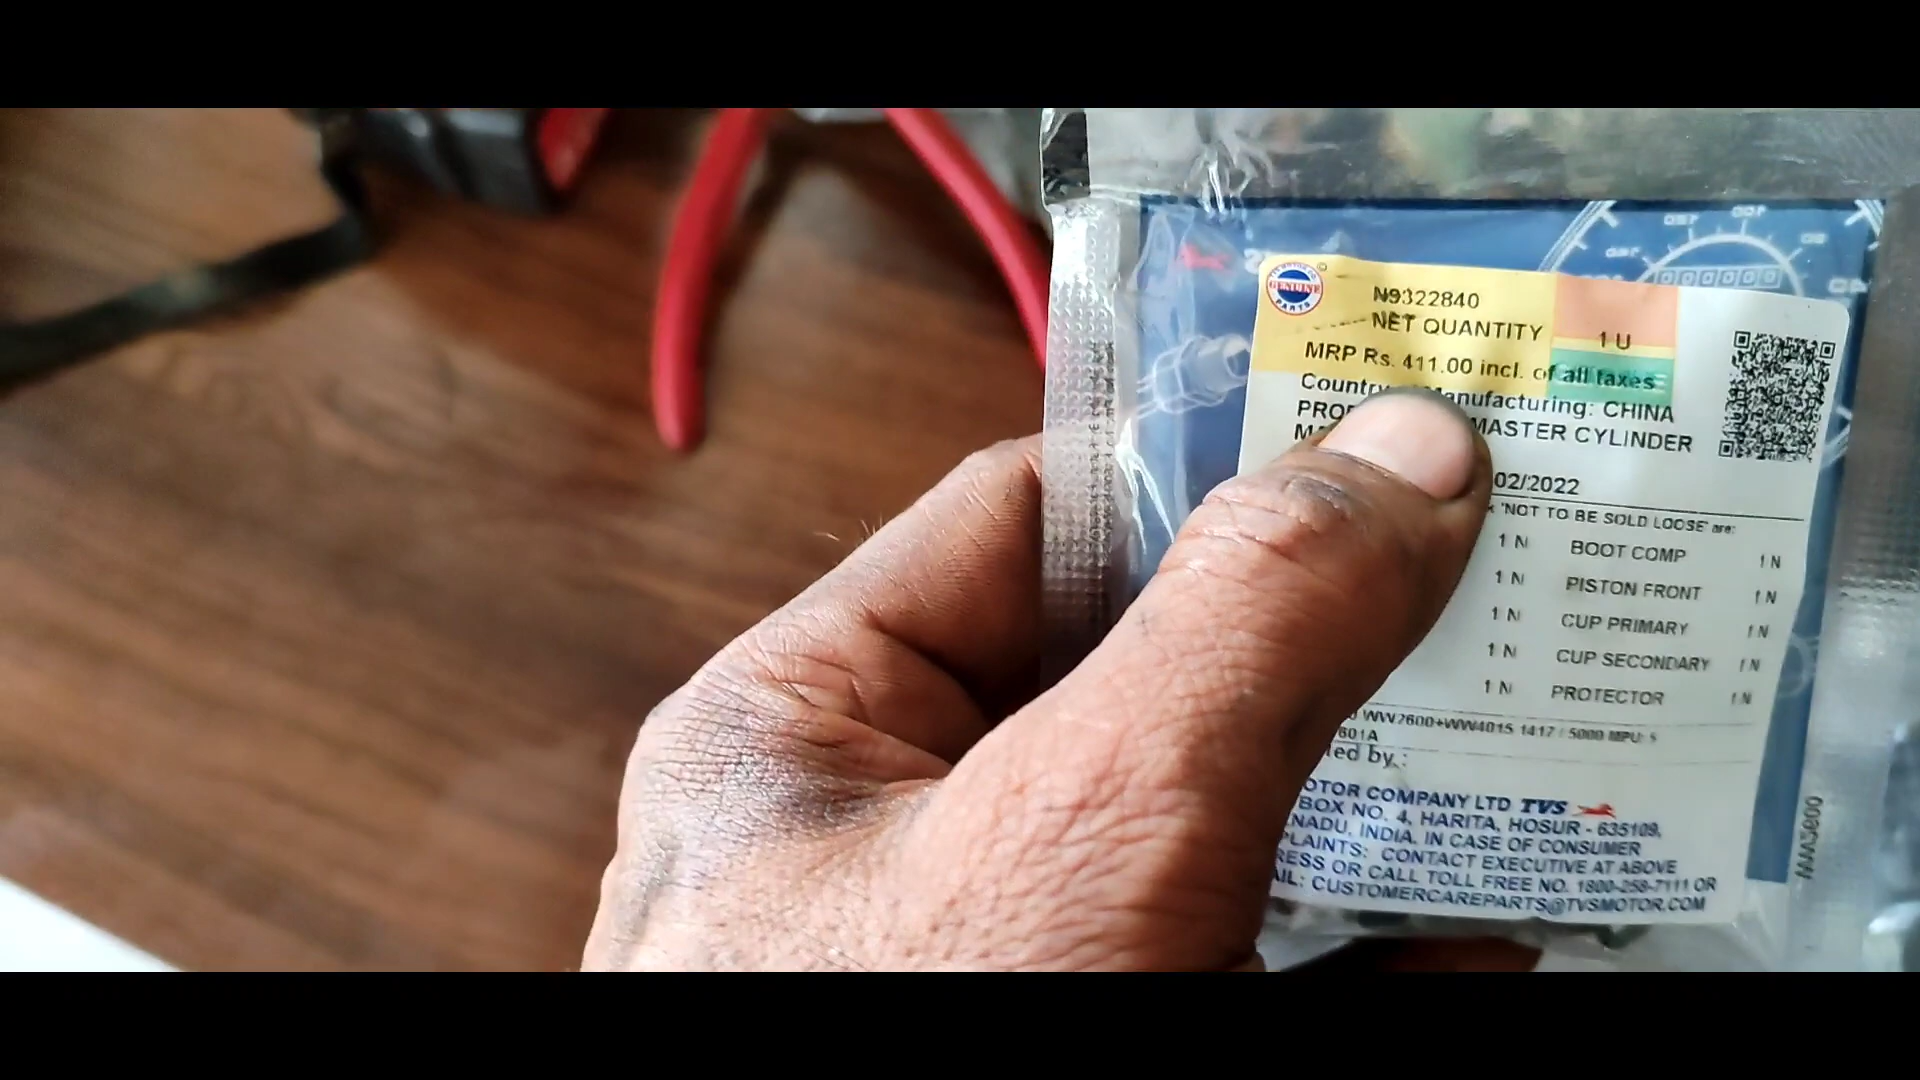 GENUINE
PARTS
N9322840
NET QUANTITY 1 U
MRP Rs. 411.00 incl. of all taxes
Country Manufacturing: CHINA
MASTER CYLINDER
02/2022
'NOT TO BE SOLD LOOSE' are:
1 N BOOT COMP 1 N
1 N PISTON FRONT 1 N
1 N CUP PRIMARY 1 N
1 N CUP SECONDARY 1 N
1 N PROTECTOR 1 N
WW2600+WW4015 1417 / 5000 MPU: 5
601A
ted by :
OTOR COMPANY LTD TVS
BOX NO. 4, HARITA, HOSUR - 635109,
NADU, INDIA. IN CASE OF CONSUMER
PLAINTS: CONTACT EXECUTIVE AT ABOVE
RESS OR CALL TOLL FREE NO. 1800-258-7111 OR
IL: CUSTOMERCAREPARTS@TVSMOTOR.COM